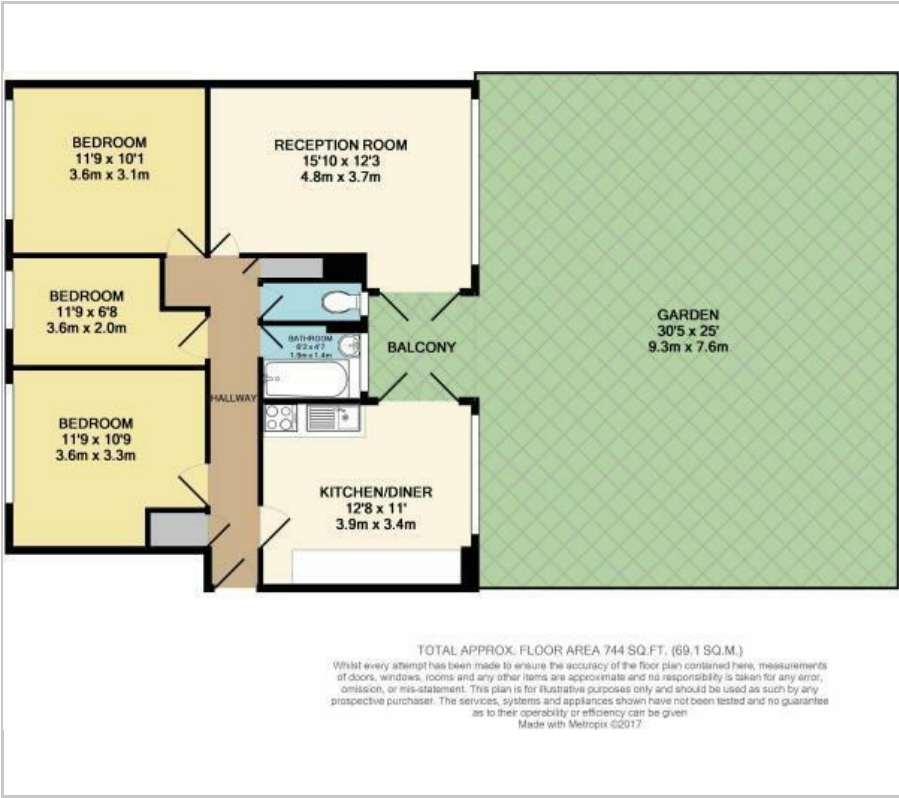 BEDROOM
11'9 x 10'1
3.6m x 3.1m
RECEPTION ROOM
15'10 x 12'3
4.8m x 3.7m
BEDROOM
11'9 x 6'8
3.6m x 2.0m
BATHROOM
6'2 x 4'7
1.9m x 1.4m
BALCONY
GARDEN
30'5 x 25'
9.3m x 7.6m
HALLWAY
BEDROOM
11'9 x 10'9
3.6m x 3.3m
KITCHEN/DINER
12'8 x 11'
3.9m x 3.4m
TOTAL APPROX. FLOOR AREA 744 SQ.FT. (69.1 SQ.M.)
Whilst every attempt has been made to ensure the accuracy of the floor plan contained here, measurements
of doors, windows, rooms and any other items are approximate and no responsibility is taken for any error,
omission, or mis-statement. This plan is for illustrative purposes only and should be used as such by any
prospective purchaser. The services, systems and appliances shown have not been tested and no guarantee
as to their operability or efficiency can be given
Made with Metropix ©2017